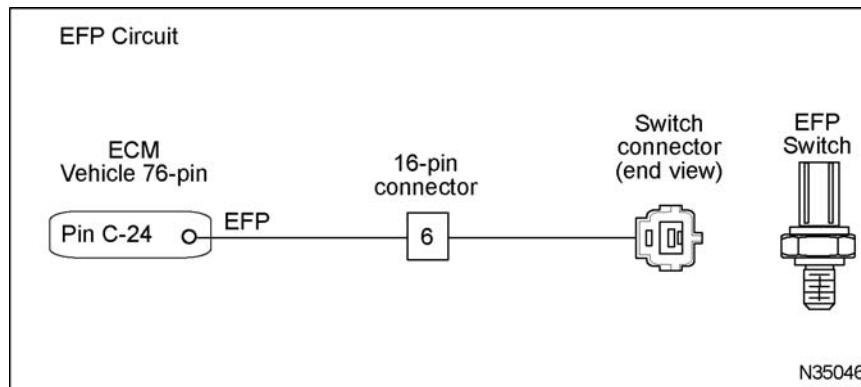 EFP Circuit
ECM
Vehicle 76-pin
Pin C-24
EFP
16-pin
connector
6
Switch
connector
(end view)
EFP
Switch
N35046